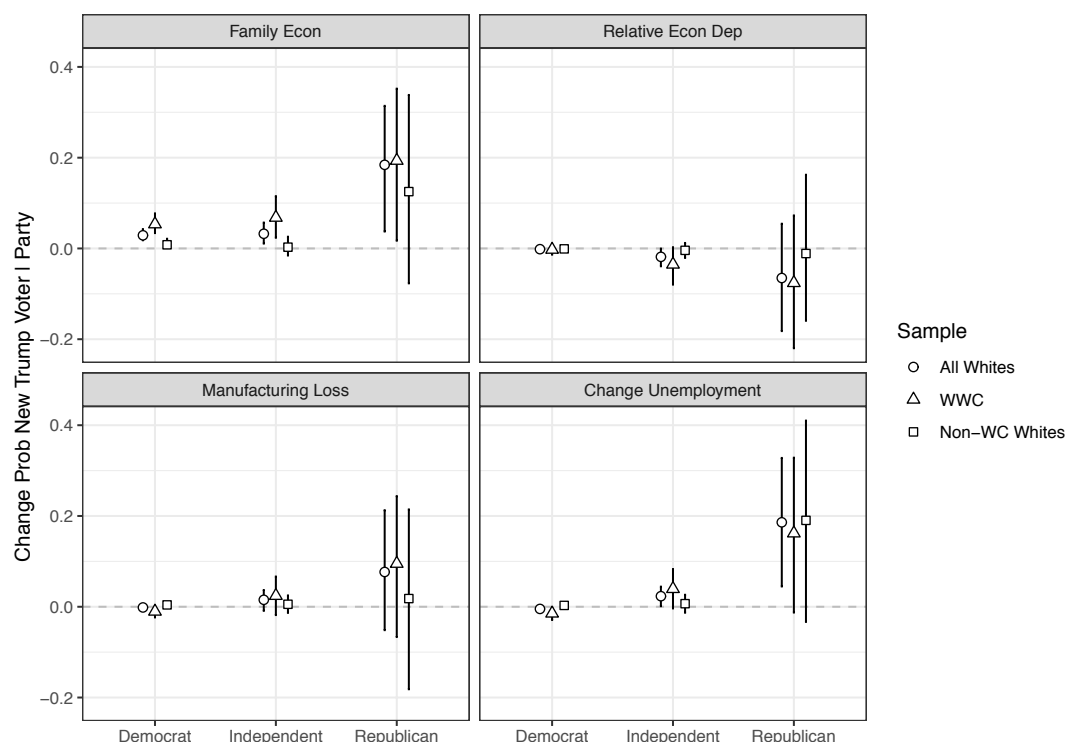 Family Econ
Relative Econ Dep
Change Prob New Trump Voter | Party
0.4
0.2
0.0
−0.2
Manufacturing Loss
Change Unemployment
0.4
0.2
0.0
−0.2
Democrat
Independent
Republican
Democrat
Independent
Republican
Sample
All Whites
WWC
Non−WC Whites